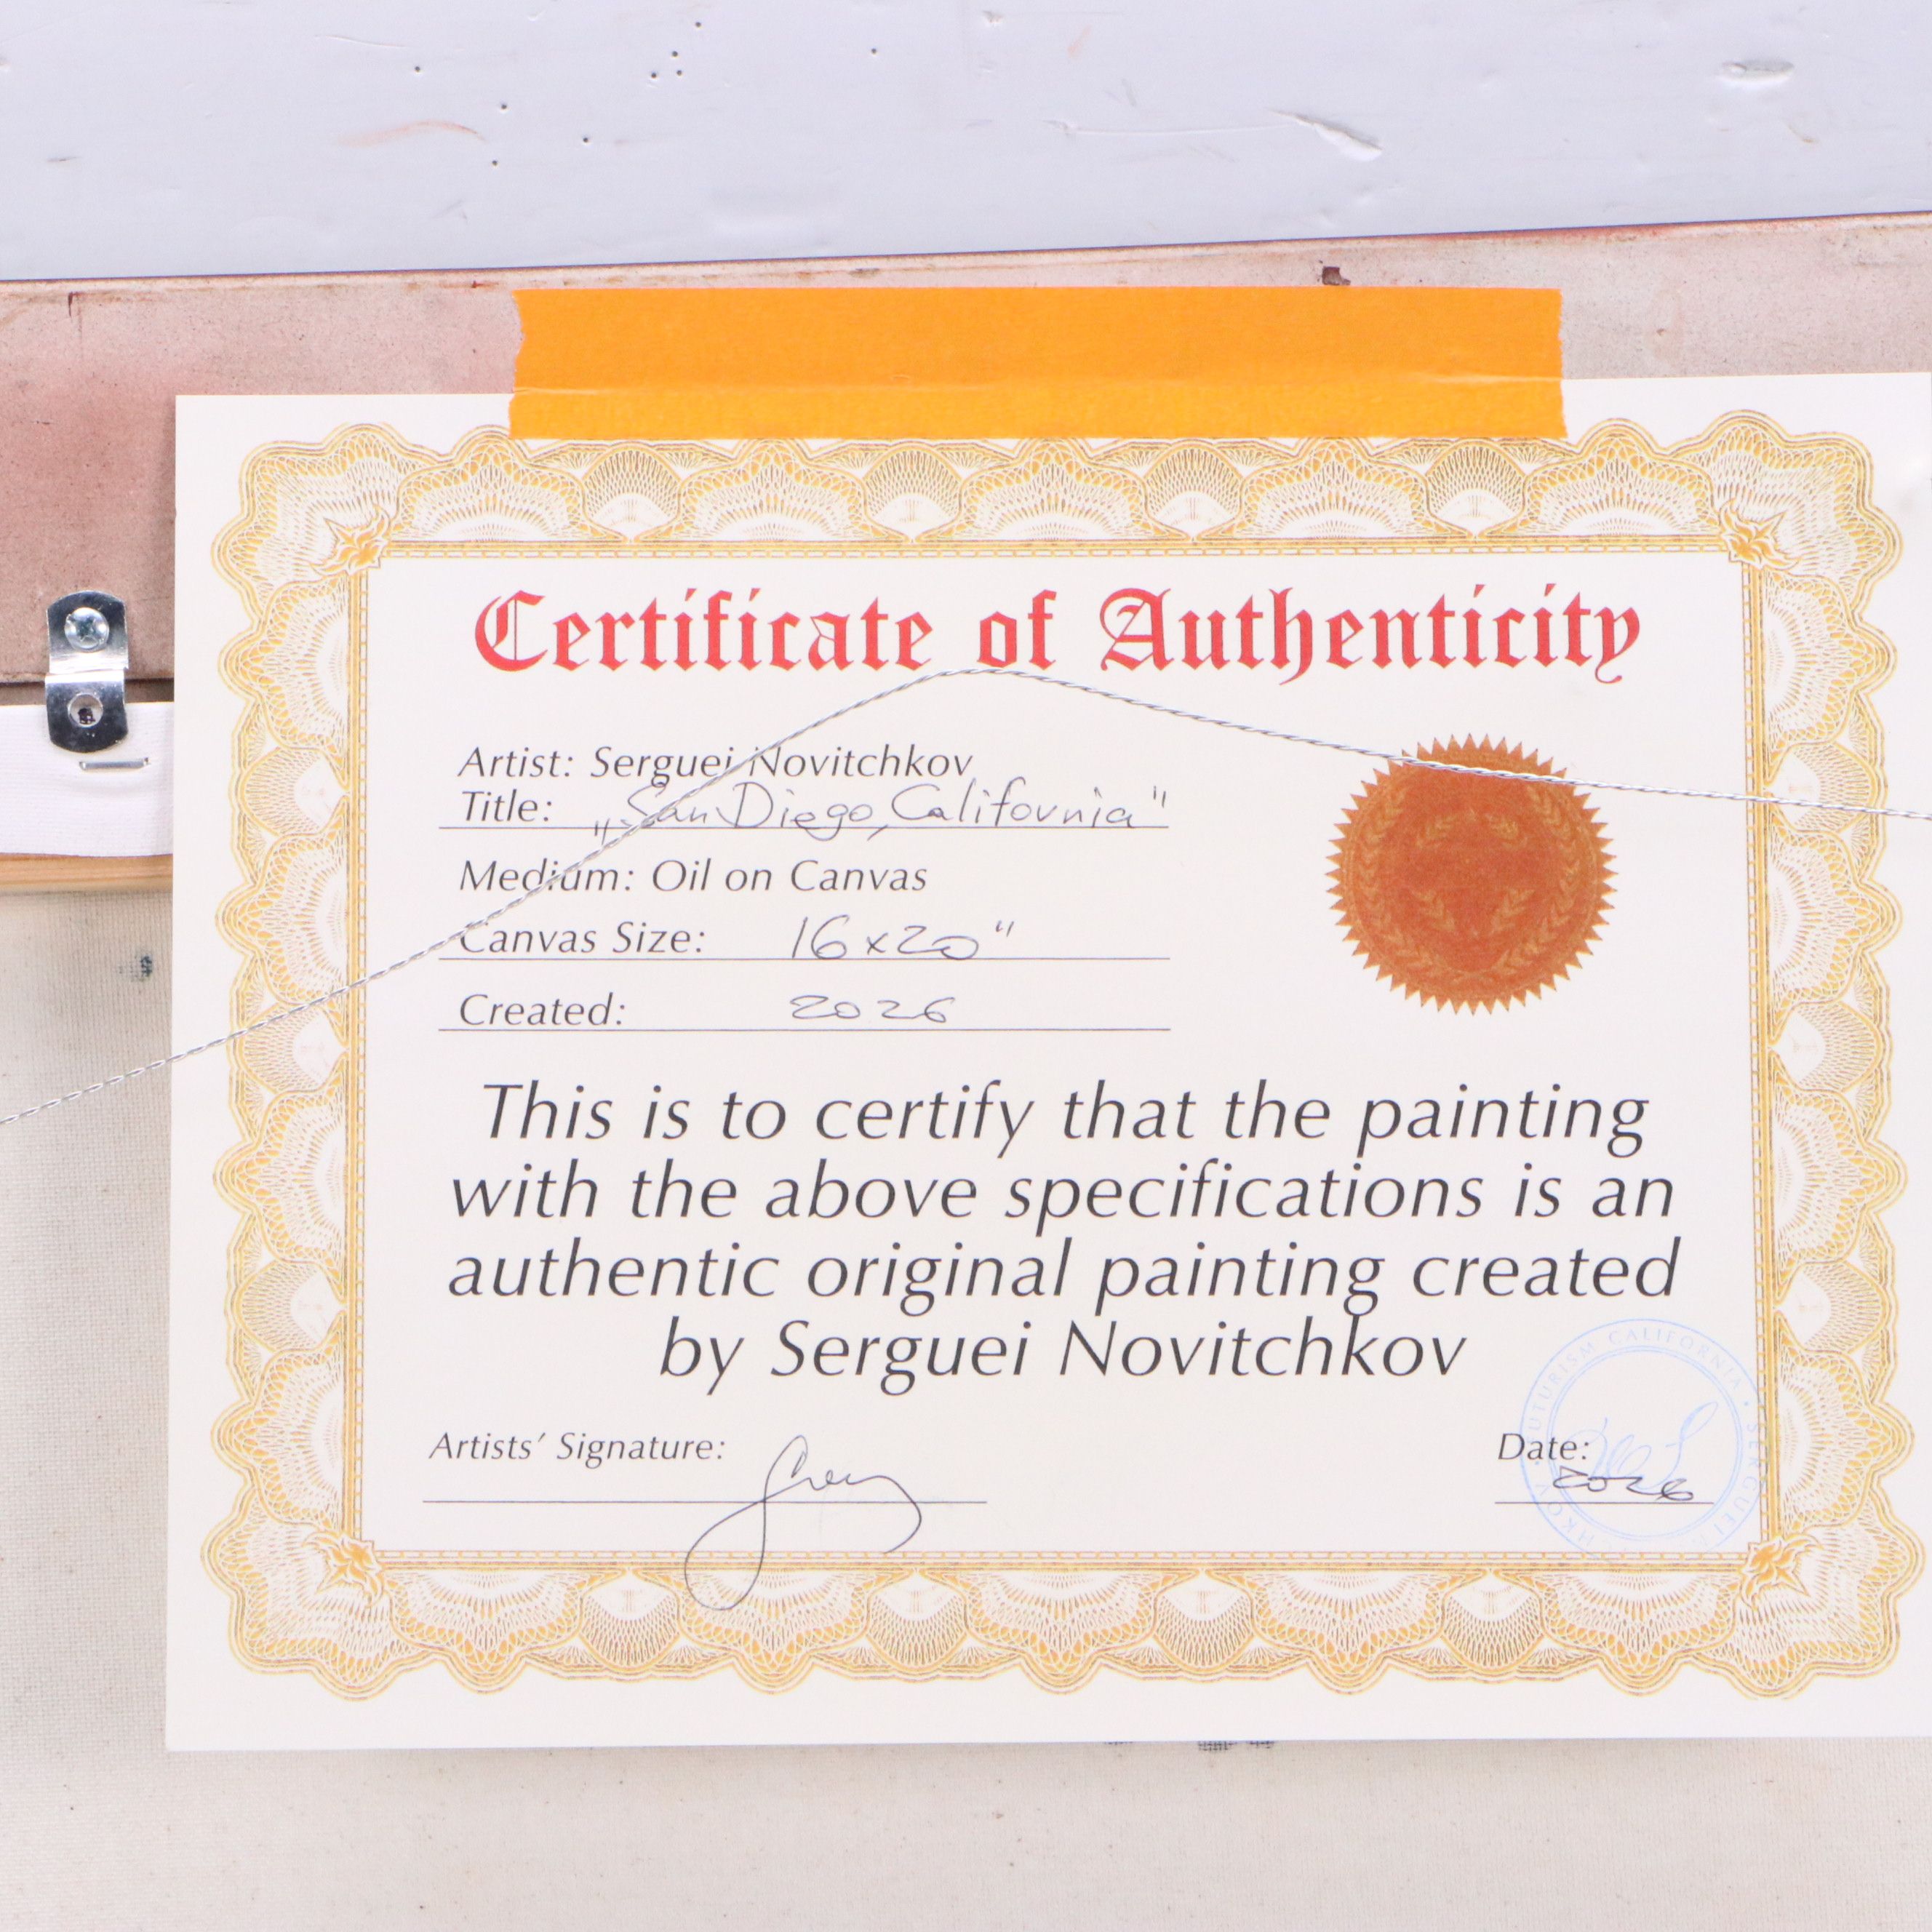 Certificate of Authenticity
Artist: Serguei Novitchkov
Title: „San Diego, California"
Medium: Oil on Canvas
Canvas Size: 16x20"
Created: 2026
This is to certify that the painting
with the above specifications is an
authentic original painting created
by Serguei Novitchkov
Artists' Signature:
Date:
2026
CALIFORNIA • SERGUEI